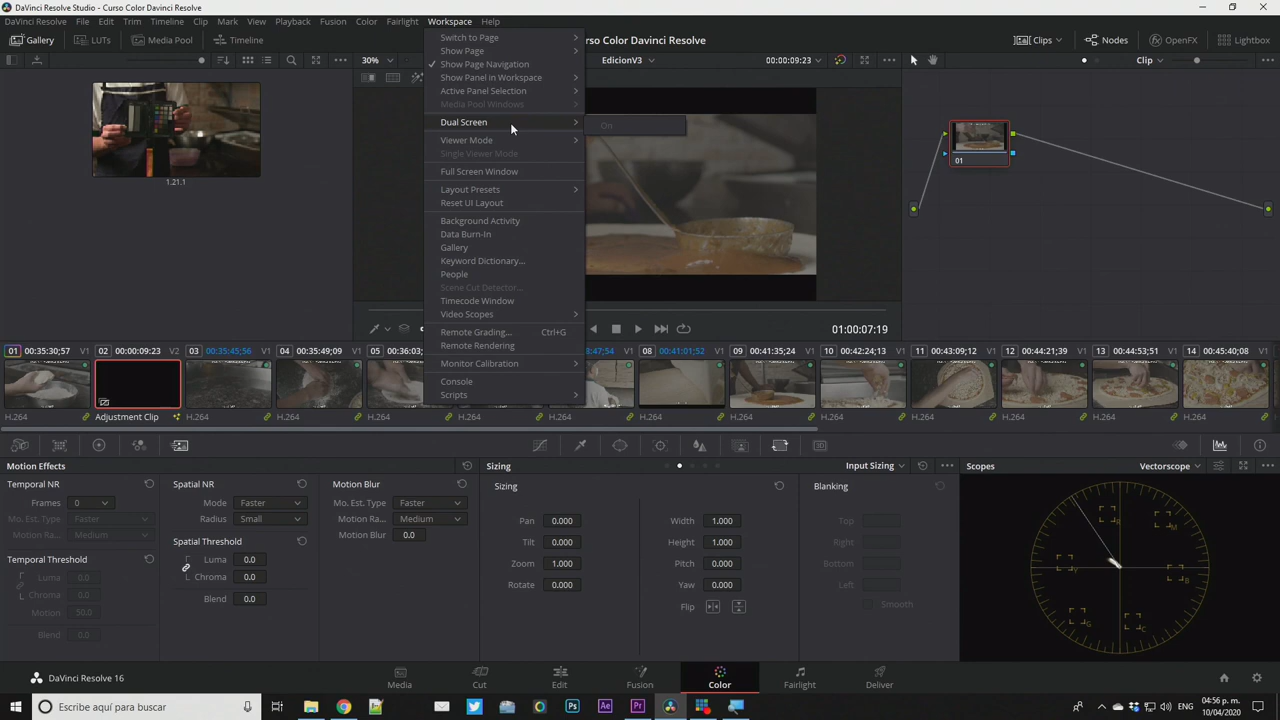 DaVinci Resolve Studio - Curso Color Davinci Resolve
DaVinci Resolve File Edit Trim Timeline Clip Mark View Playback Fusion Color Fairlight Workspace Help
Gallery LUTs Media Pool Timeline
Curso Color Davinci Resolve
Clips Nodes OpenFX Lightbox
30%
EdicionV3
00:00:09:23
Clip
1.21.1
Switch to Page
Show Page
Show Page Navigation
Show Panel in Workspace
Active Panel Selection
Media Pool Windows
Dual Screen
On
Viewer Mode
Single Viewer Mode
Full Screen Window
Layout Presets
Reset UI Layout
Background Activity
Data Burn-In
Gallery
Keyword Dictionary...
People
Scene Cut Detector...
Timecode Window
Video Scopes
Remote Grading... Ctrl+G
Remote Rendering
Monitor Calibration
Console
Scripts
01
01:00:07:19
01 00:35:30;57 V1
02 00:00:09:23 V2
03 00:35:45;56 V1
04 00:35:49;09 V1
05 00:36:03;
47;54 V1
08 00:41:01;52 V1
09 00:41:35;24 V1
10 00:42:24;13 V1
11 00:43:09;12 V1
12 00:44:21;39 V1
13 00:44:53;51 V1
14 00:45:40;08 V1
H.264 Adjustment Clip H.264 H.264 H.264 H.264 H.264 H.264 H.264 H.264 H.264 H.264 H.264
Motion Effects
Sizing
Input Sizing
Scopes
Vectorscope
Temporal NR
Frames 0
Mo. Est. Type Faster
Motion Ra... Medium
Temporal Threshold
Luma 0.0
Chroma 0.0
Motion 50.0
Blend 0.0
Spatial NR
Mode Faster
Radius Small
Spatial Threshold
Luma 0.0
Chroma 0.0
Blend 0.0
Motion Blur
Mo. Est. Type Faster
Motion Ra... Medium
Motion Blur 0.0
Sizing
Pan 0.000
Tilt 0.000
Zoom 1.000
Rotate 0.000
Width 1.000
Height 1.000
Pitch 0.000
Yaw 0.000
Flip
Blanking
Top
Right
Bottom
Left
Smooth
R
M
Y
B
G
C
DaVinci Resolve 16
Media Cut Edit Fusion Color Fairlight Deliver
Escribe aquí para buscar
Ps
Ae
Pr
ENG
04:56 p. m.
10/04/2020